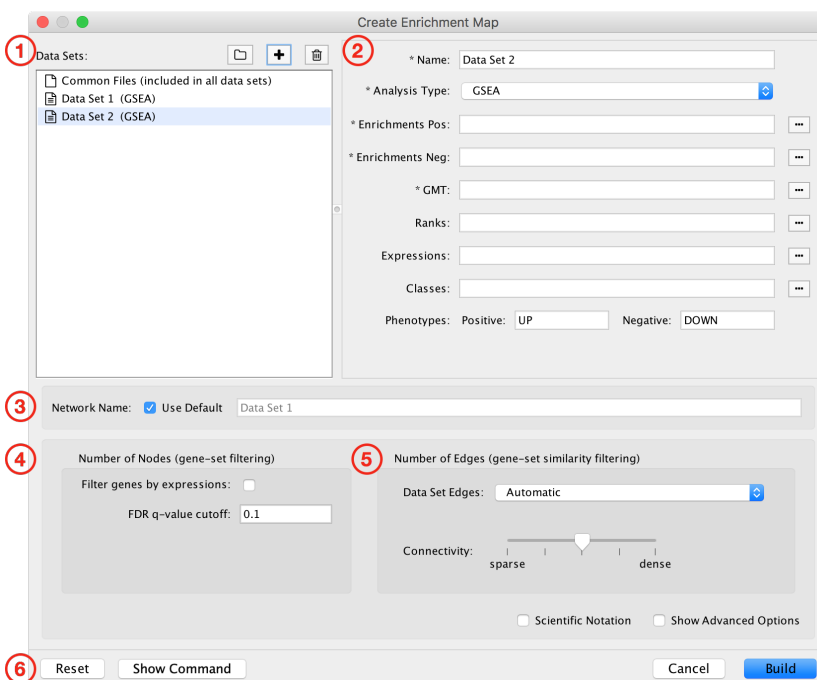 Create Enrichment Map
1
Data Sets:
Common Files (included in all data sets)
Data Set 1 (GSEA)
Data Set 2 (GSEA)
2
* Name: Data Set 2
* Analysis Type: GSEA
* Enrichments Pos:
* Enrichments Neg:
* GMT:
Ranks:
Expressions:
Classes:
Phenotypes: Positive: UP Negative: DOWN
3
Network Name: Use Default Data Set 1
4
Number of Nodes (gene-set filtering)
Filter genes by expressions:
FDR q-value cutoff: 0.1
5
Number of Edges (gene-set similarity filtering)
Data Set Edges: Automatic
Connectivity:
sparse dense
Scientific Notation Show Advanced Options
6
Reset Show Command Cancel Build